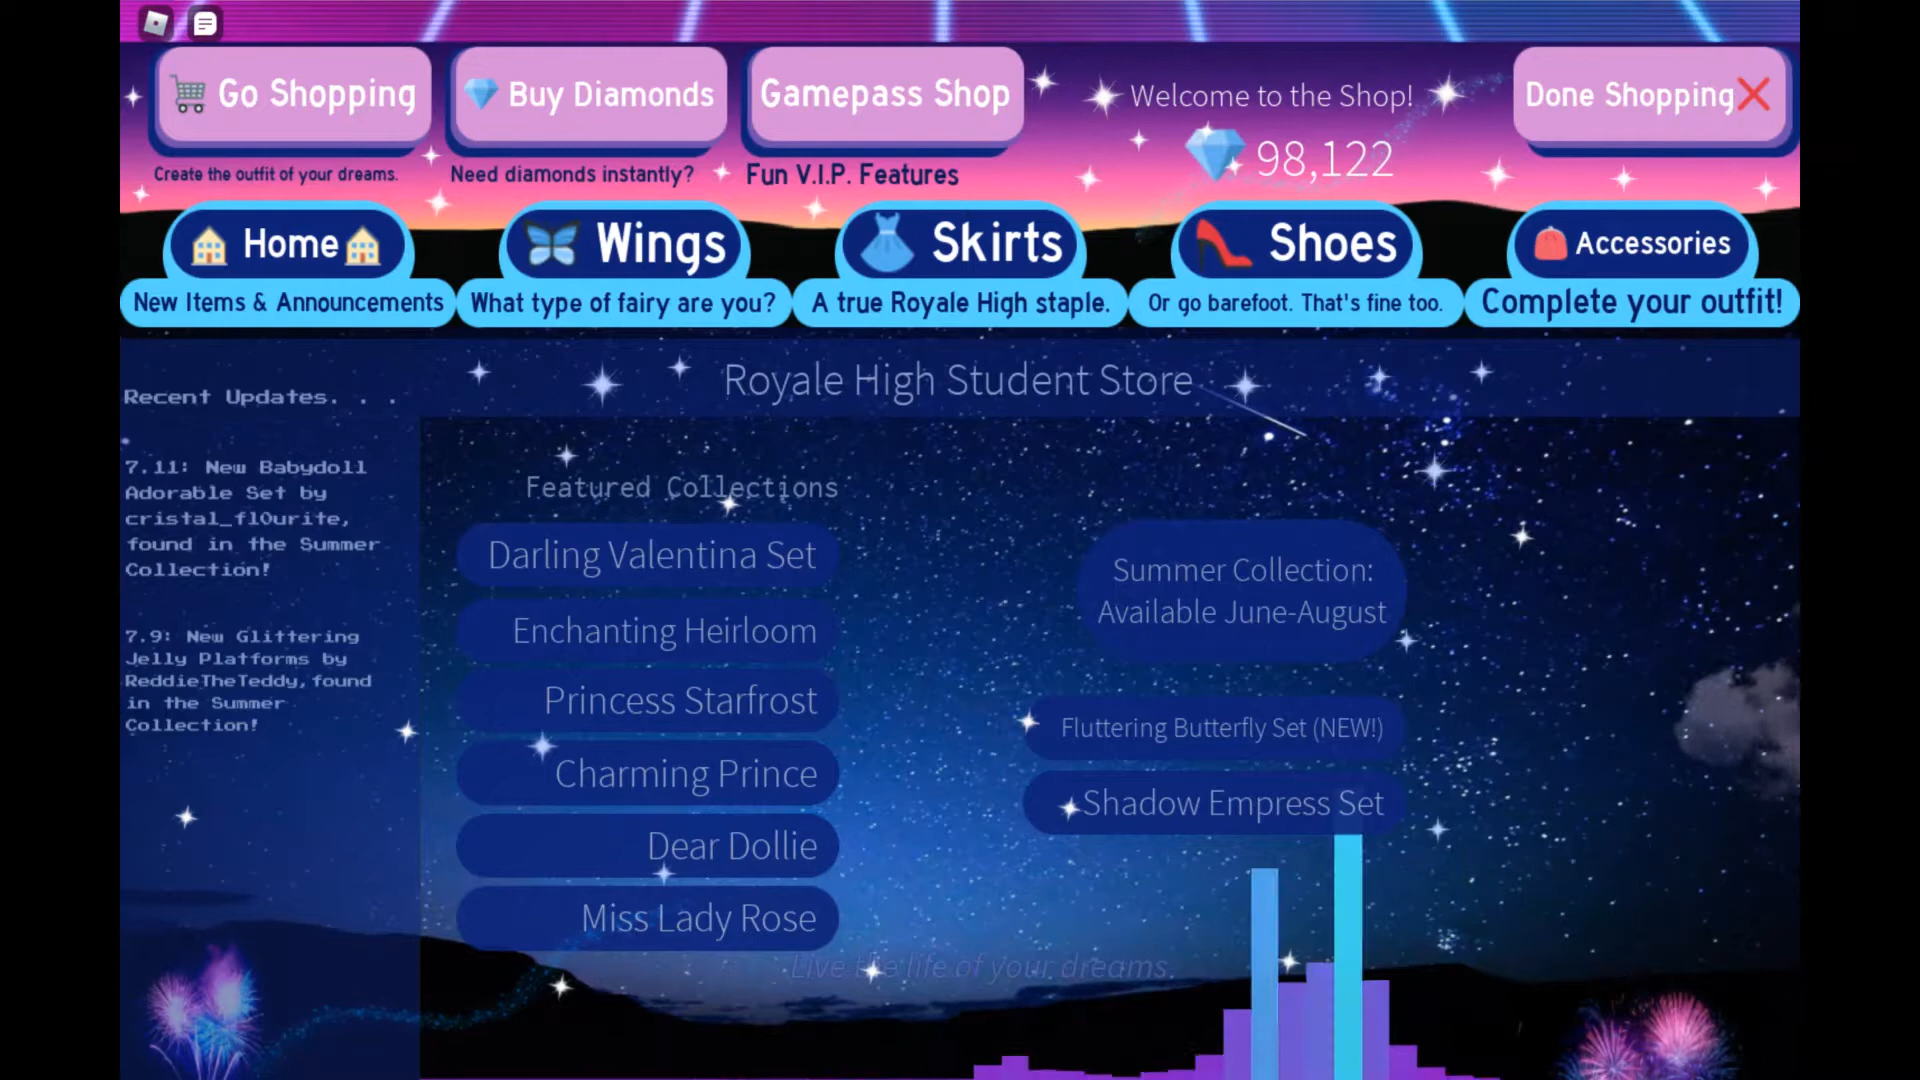 Go Shopping
Buy Diamonds
Gamepass Shop
Welcome to the Shop!
98,122
Done Shopping
Create the outfit of your dreams.
Need diamonds instantly?
Fun V.I.P. Features
Home
Wings
Skirts
Shoes
Accessories
New Items & Announcements
What type of fairy are you?
A true Royale High staple.
Or go barefoot. That's fine too.
Complete your outfit!
Royale High Student Store
Recent Updates. . .
7.11: New Babydoll
Adorable Set by
cristal_fl0urite,
found in the Summer
Collection!
7.9: New Glittering
Jelly Platforms by
ReddieTheTeddy, found
in the Summer
Collection!
Featured Collections
Darling Valentina Set
Enchanting Heirloom
Princess Starfrost
Charming Prince
Dear Dollie
Miss Lady Rose
Summer Collection:
Available June-August
Fluttering Butterfly Set (NEW!)
Shadow Empress Set
Live the life of your dreams.